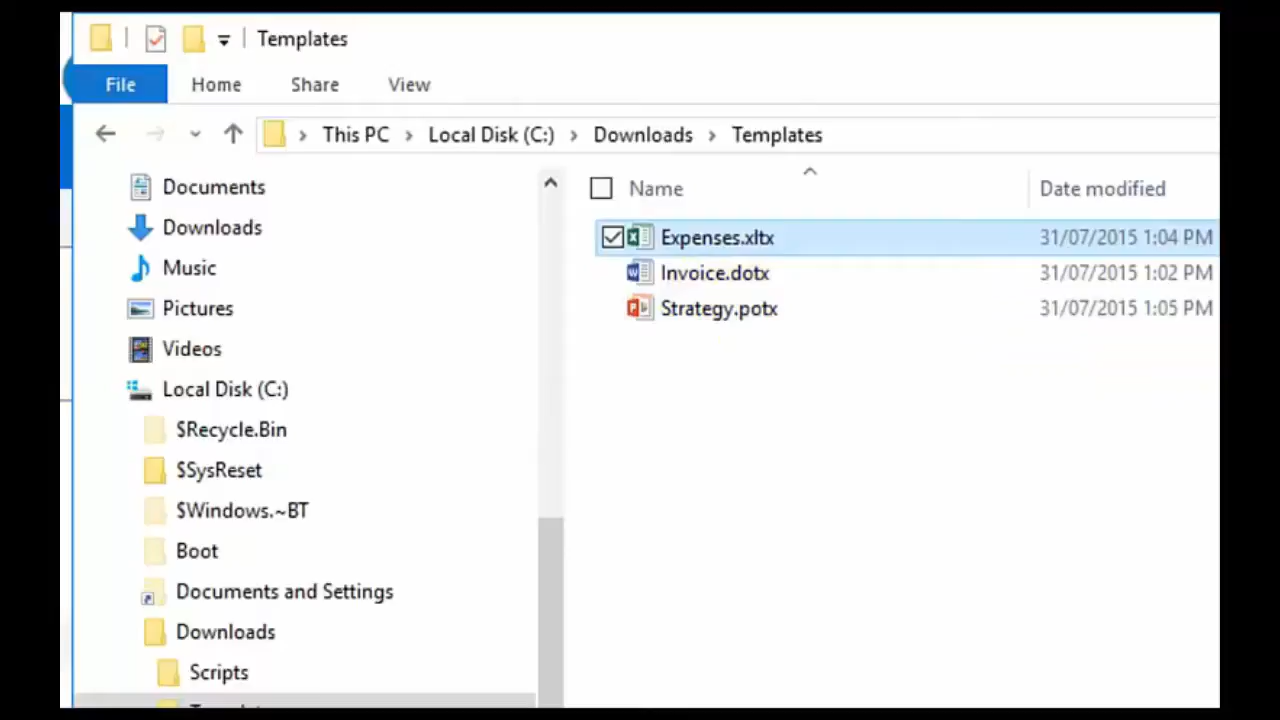 Templates
File Home Share View
This PC Local Disk (C:) Downloads Templates
Documents
Downloads
Music
Pictures
Videos
Local Disk (C:)
$Recycle.Bin
$SysReset
$Windows.~BT
Boot
Documents and Settings
Downloads
Scripts
Name Date modified
Expenses.xltx 31/07/2015 1:04 PM
Invoice.dotx 31/07/2015 1:02 PM
Strategy.potx 31/07/2015 1:05 PM